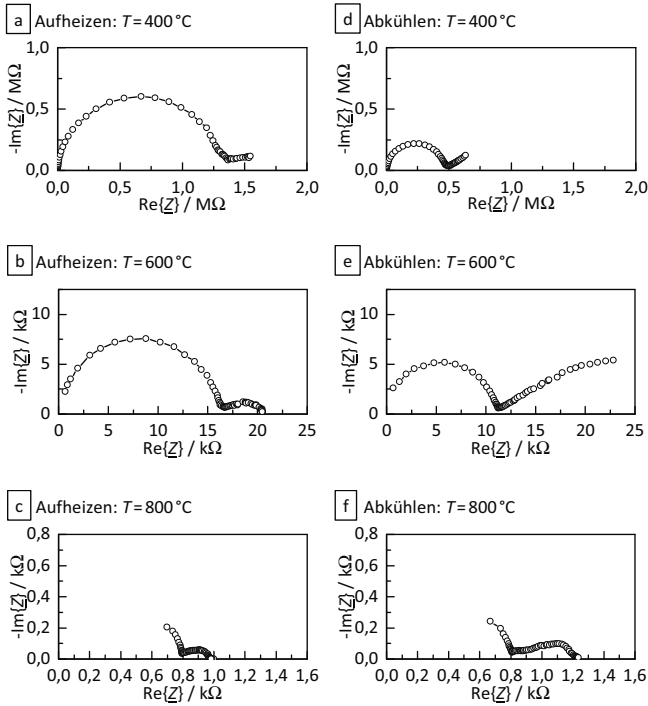 a Aufheizen: T = 400 °C
1,0
0,5
0,0
-Im{Z} / MΩ
0,0 0,5 1,0 1,5 2,0
Re{Z} / MΩ
d Abkühlen: T = 400 °C
1,0
0,5
0,0
-Im{Z} / MΩ
0,0 0,5 1,0 1,5 2,0
Re{Z} / MΩ
b Aufheizen: T = 600 °C
10
5
0
-Im{Z} / kΩ
0 5 10 15 20 25
Re{Z} / kΩ
e Abkühlen: T = 600 °C
10
5
0
-Im{Z} / kΩ
0 5 10 15 20 25
Re{Z} / kΩ
c Aufheizen: T = 800 °C
0,8
0,6
0,4
0,2
0,0
-Im{Z} / kΩ
0,0 0,2 0,4 0,6 0,8 1,0 1,2 1,4 1,6
Re{Z} / kΩ
f Abkühlen: T = 800 °C
0,8
0,6
0,4
0,2
0,0
-Im{Z} / kΩ
0,0 0,2 0,4 0,6 0,8 1,0 1,2 1,4 1,6
Re{Z} / kΩ